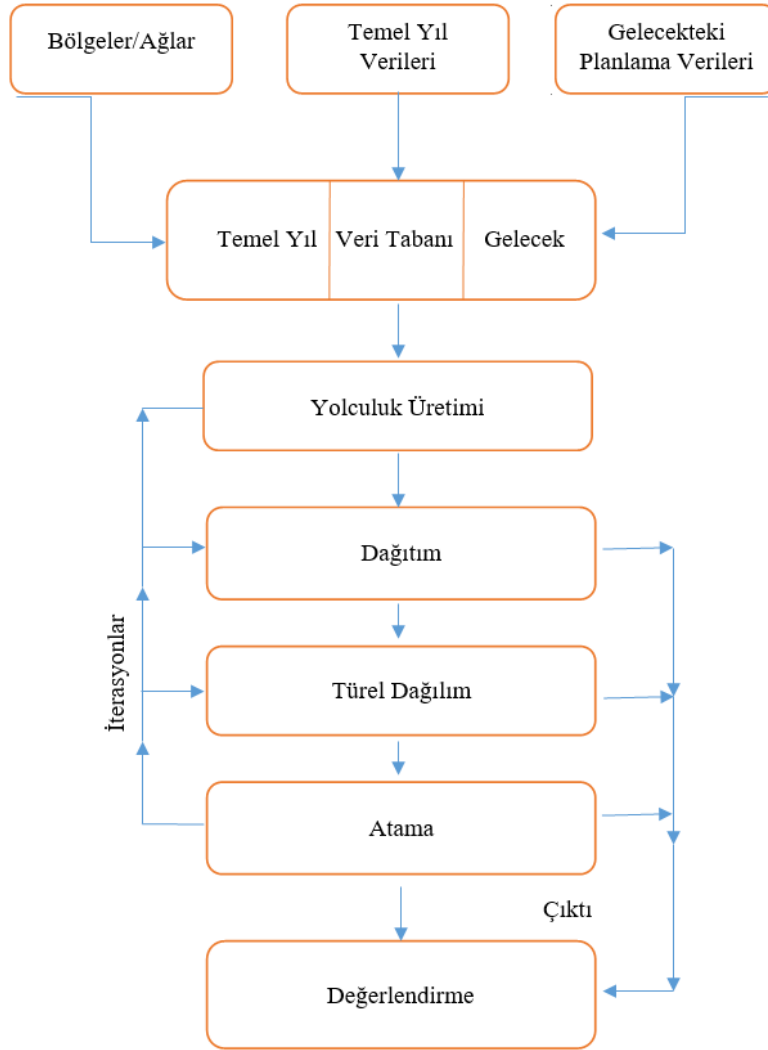 Bölgeler/Ağlar
Temel Yıl
Verileri
Gelecekteki
Planlama Verileri
Temel Yıl
Veri Tabanı
Gelecek
Yolculuk Üretimi
Dağıtım
Türel Dağılım
Atama
İterasyonlar
Çıktı
Değerlendirme